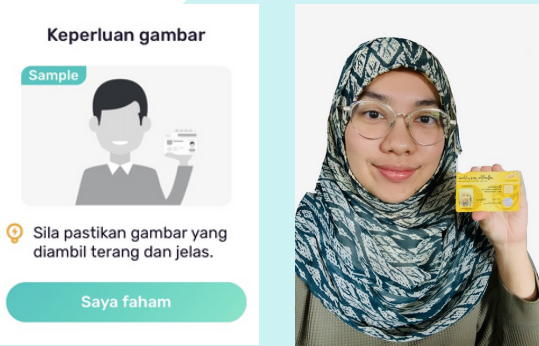 Keperluan gambar
Sample
Sila pastikan gambar yang
diambil terang dan jelas.
Saya faham